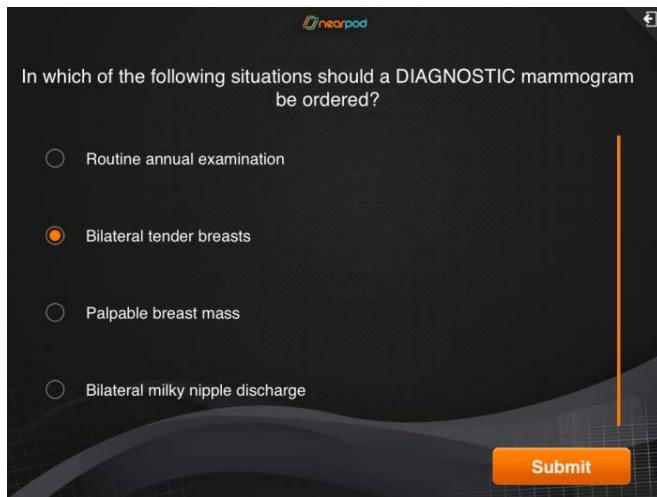 nearpod
In which of the following situations should a DIAGNOSTIC mammogram
be ordered?
Routine annual examination
Bilateral tender breasts
Palpable breast mass
Bilateral milky nipple discharge
Submit